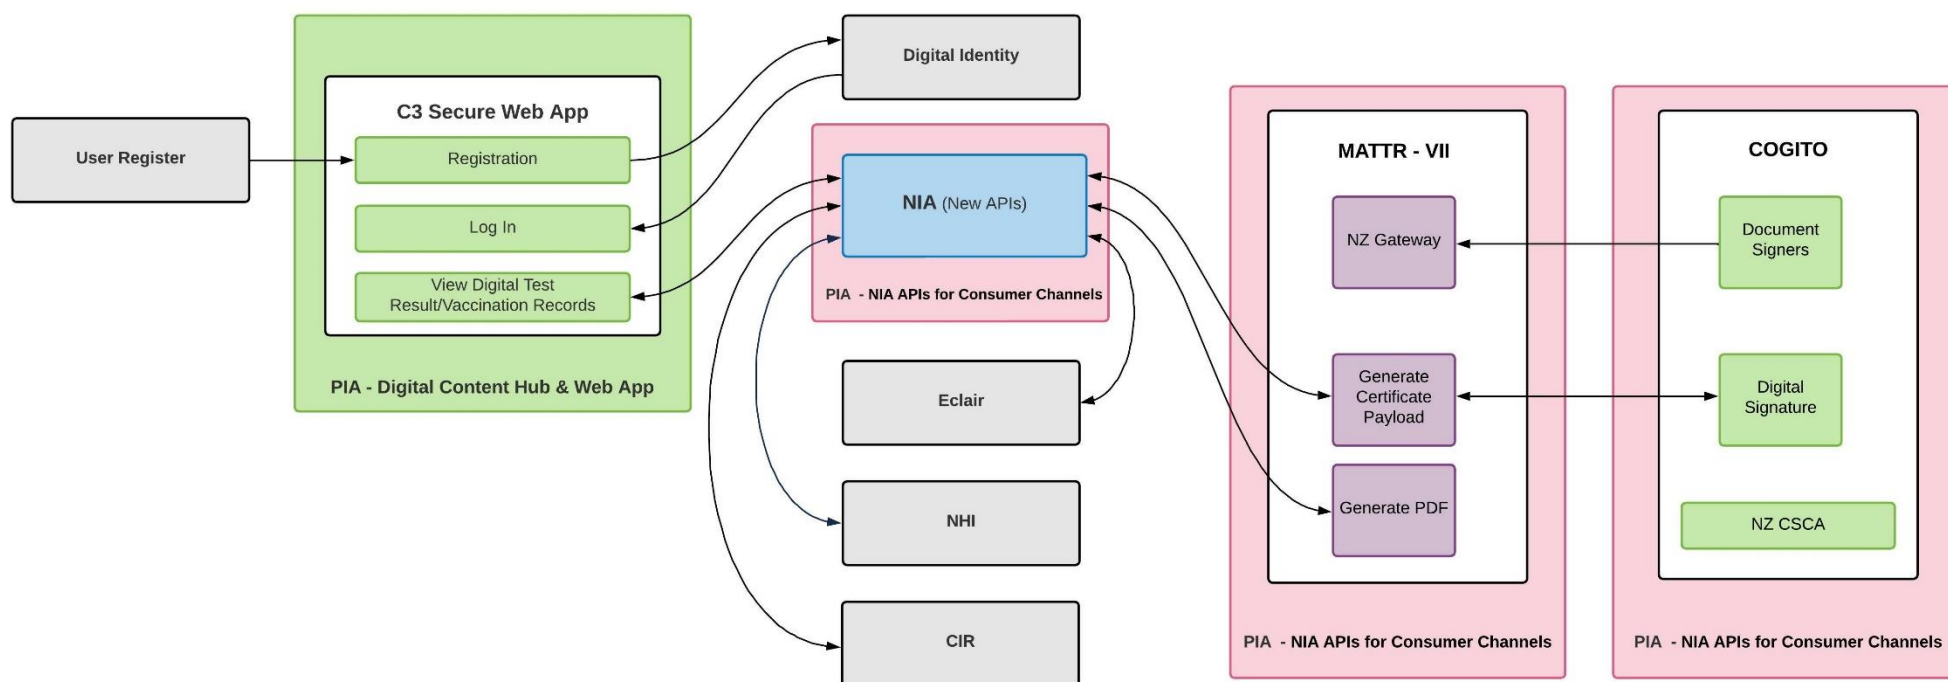 User Register
C3 Secure Web App
Registration
Log In
View Digital Test
Result/Vaccination Records
PIA - Digital Content Hub & Web App
Digital Identity
NIA (New APIs)
PIA - NIA APIs for Consumer Channels
Eclair
NHI
CIR
MATTR - VII
NZ Gateway
Generate
Certificate
Payload
Generate PDF
PIA - NIA APIs for Consumer Channels
COGITO
Document
Signers
Digital
Signature
NZ CSCA
PIA - NIA APIs for Consumer Channels